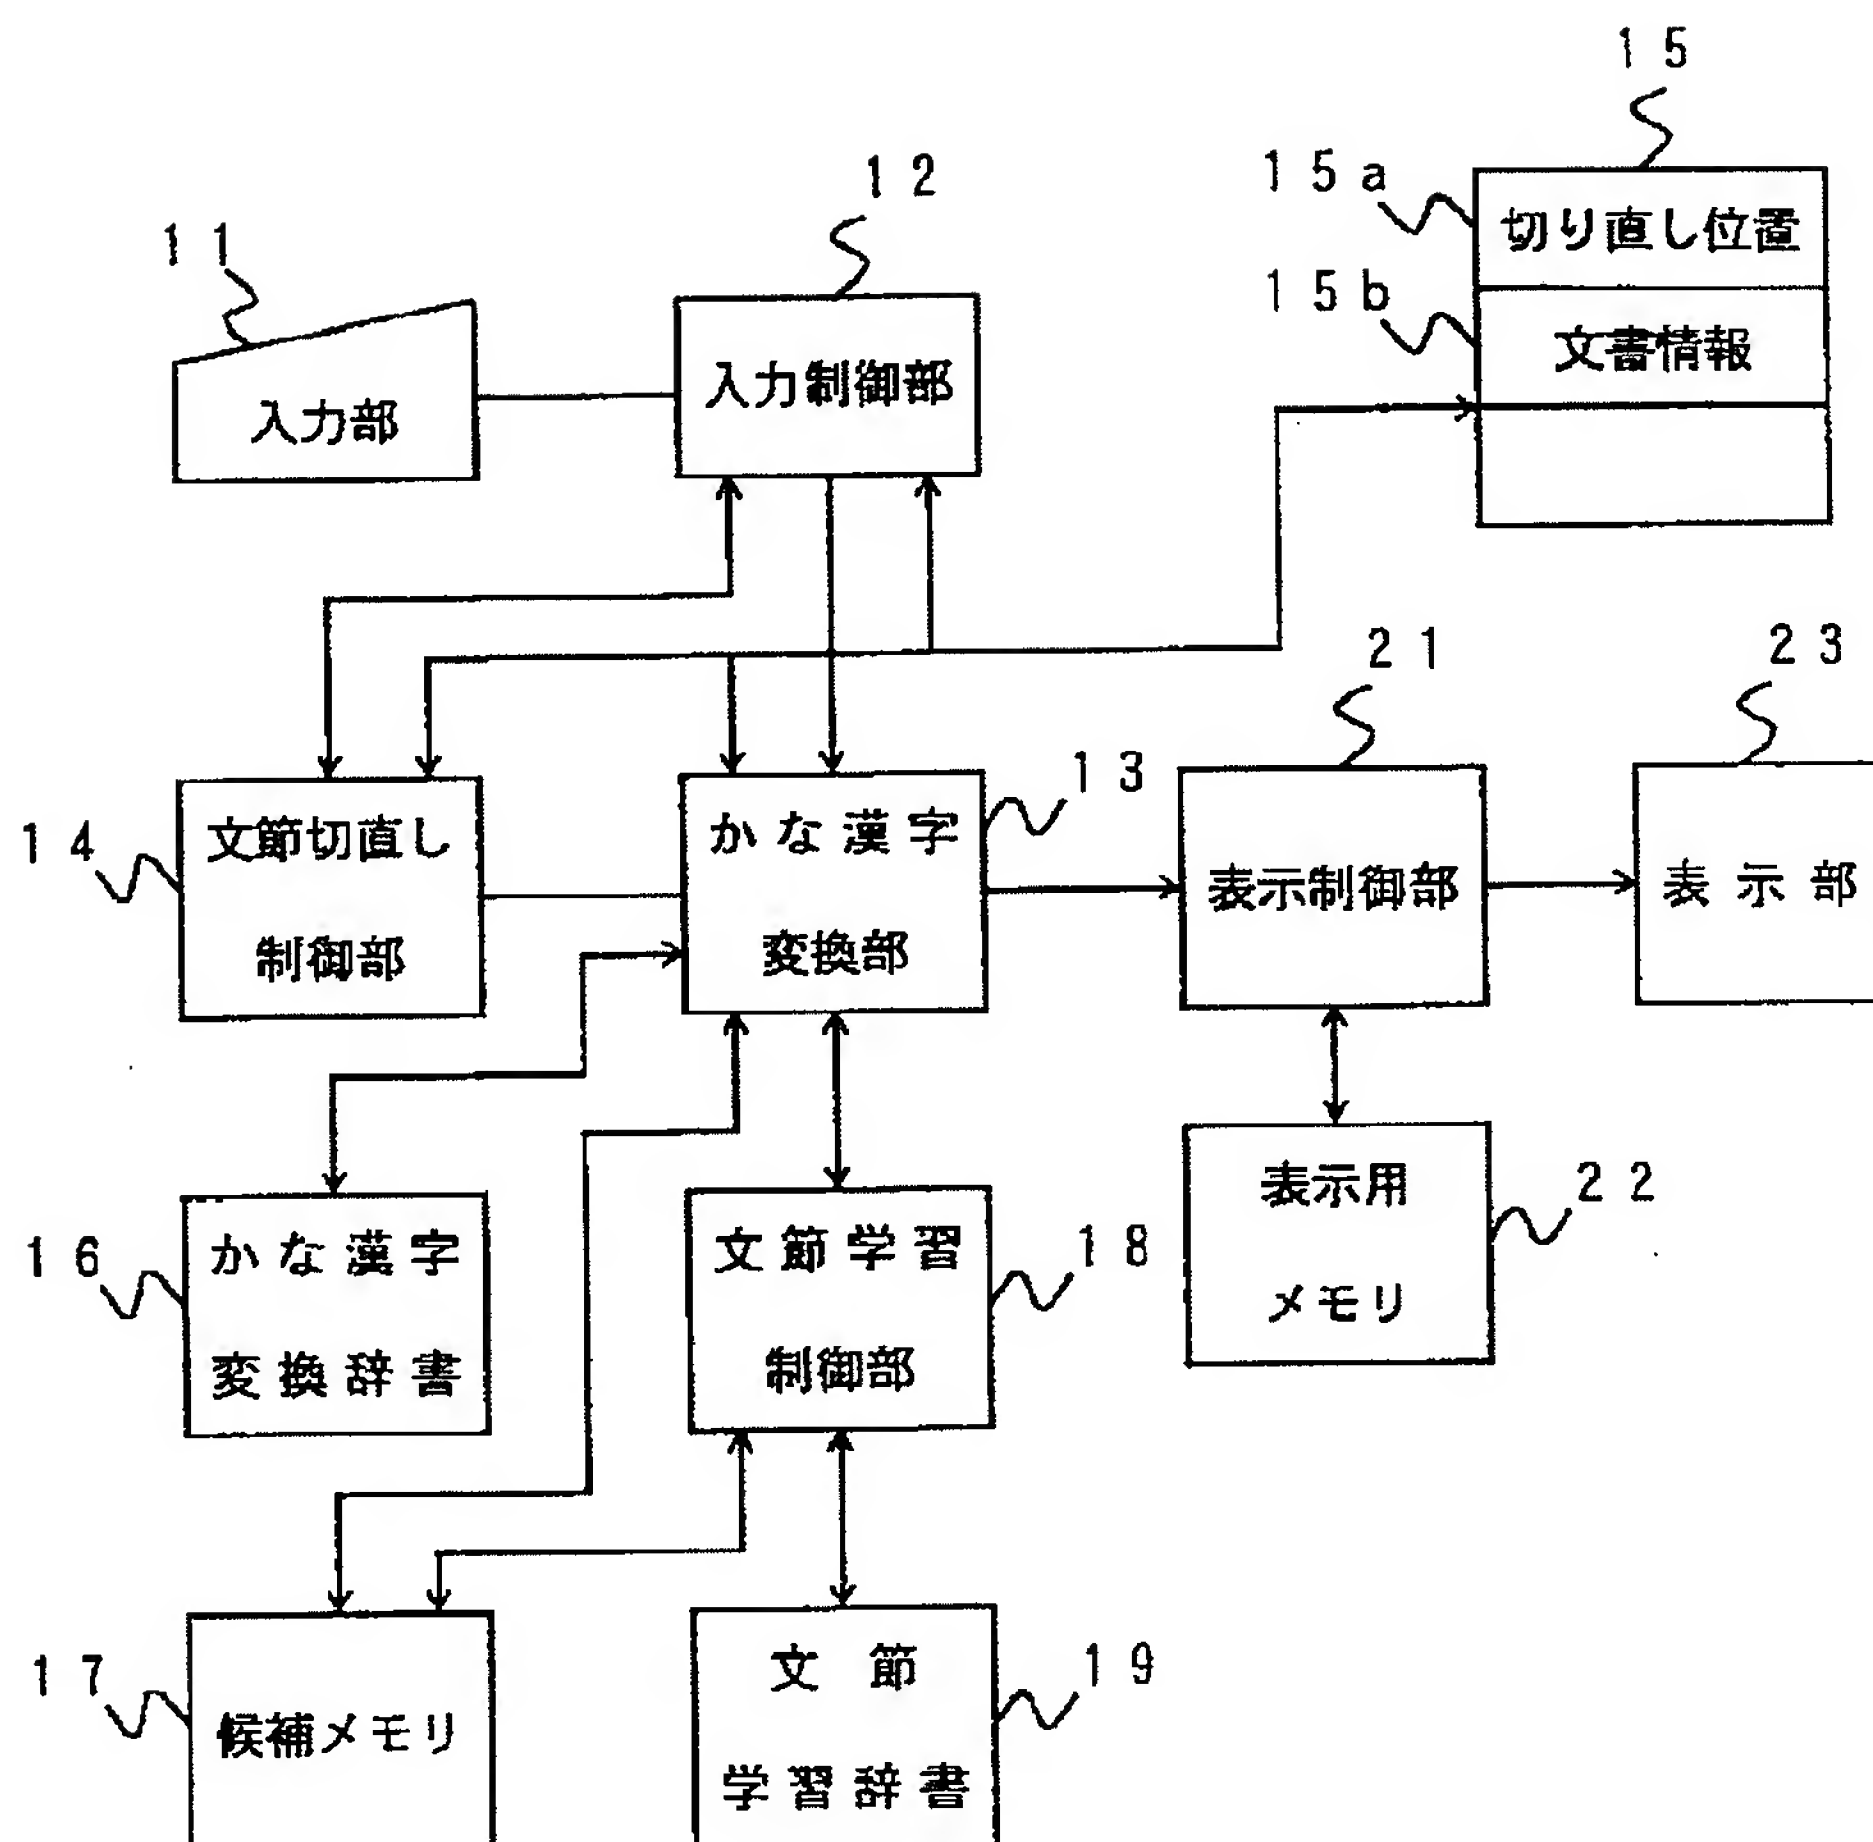 15
12
15a
切り直し位置
11
15b
文書情報
入力制御部
入力部
21
23
13
14
文節切直し
制御部
かな漢字
変換部
表示制御部
表示部
16
かな漢字
変換辞書
文節学習
制御部
18
表示用
メモリ
22
17
候補メモリ
文節
学習辞書
19